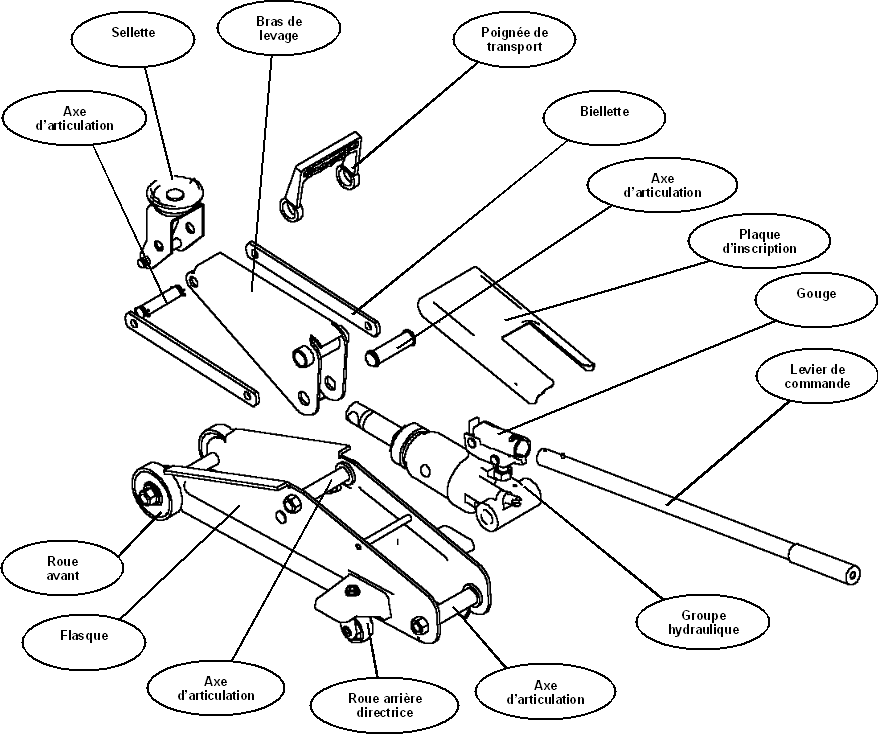 Sellette
Bras de
levage
Poignée de
transport
Axe
d'articulation
Biellette
Axe
d'articulation
Plaque
d'inscription
Gouge
Levier de
commande
Roue
avant
Flasque
Axe
d'articulation
Roue arrière
directrice
Axe
d'articulation
Groupe
hydraulique